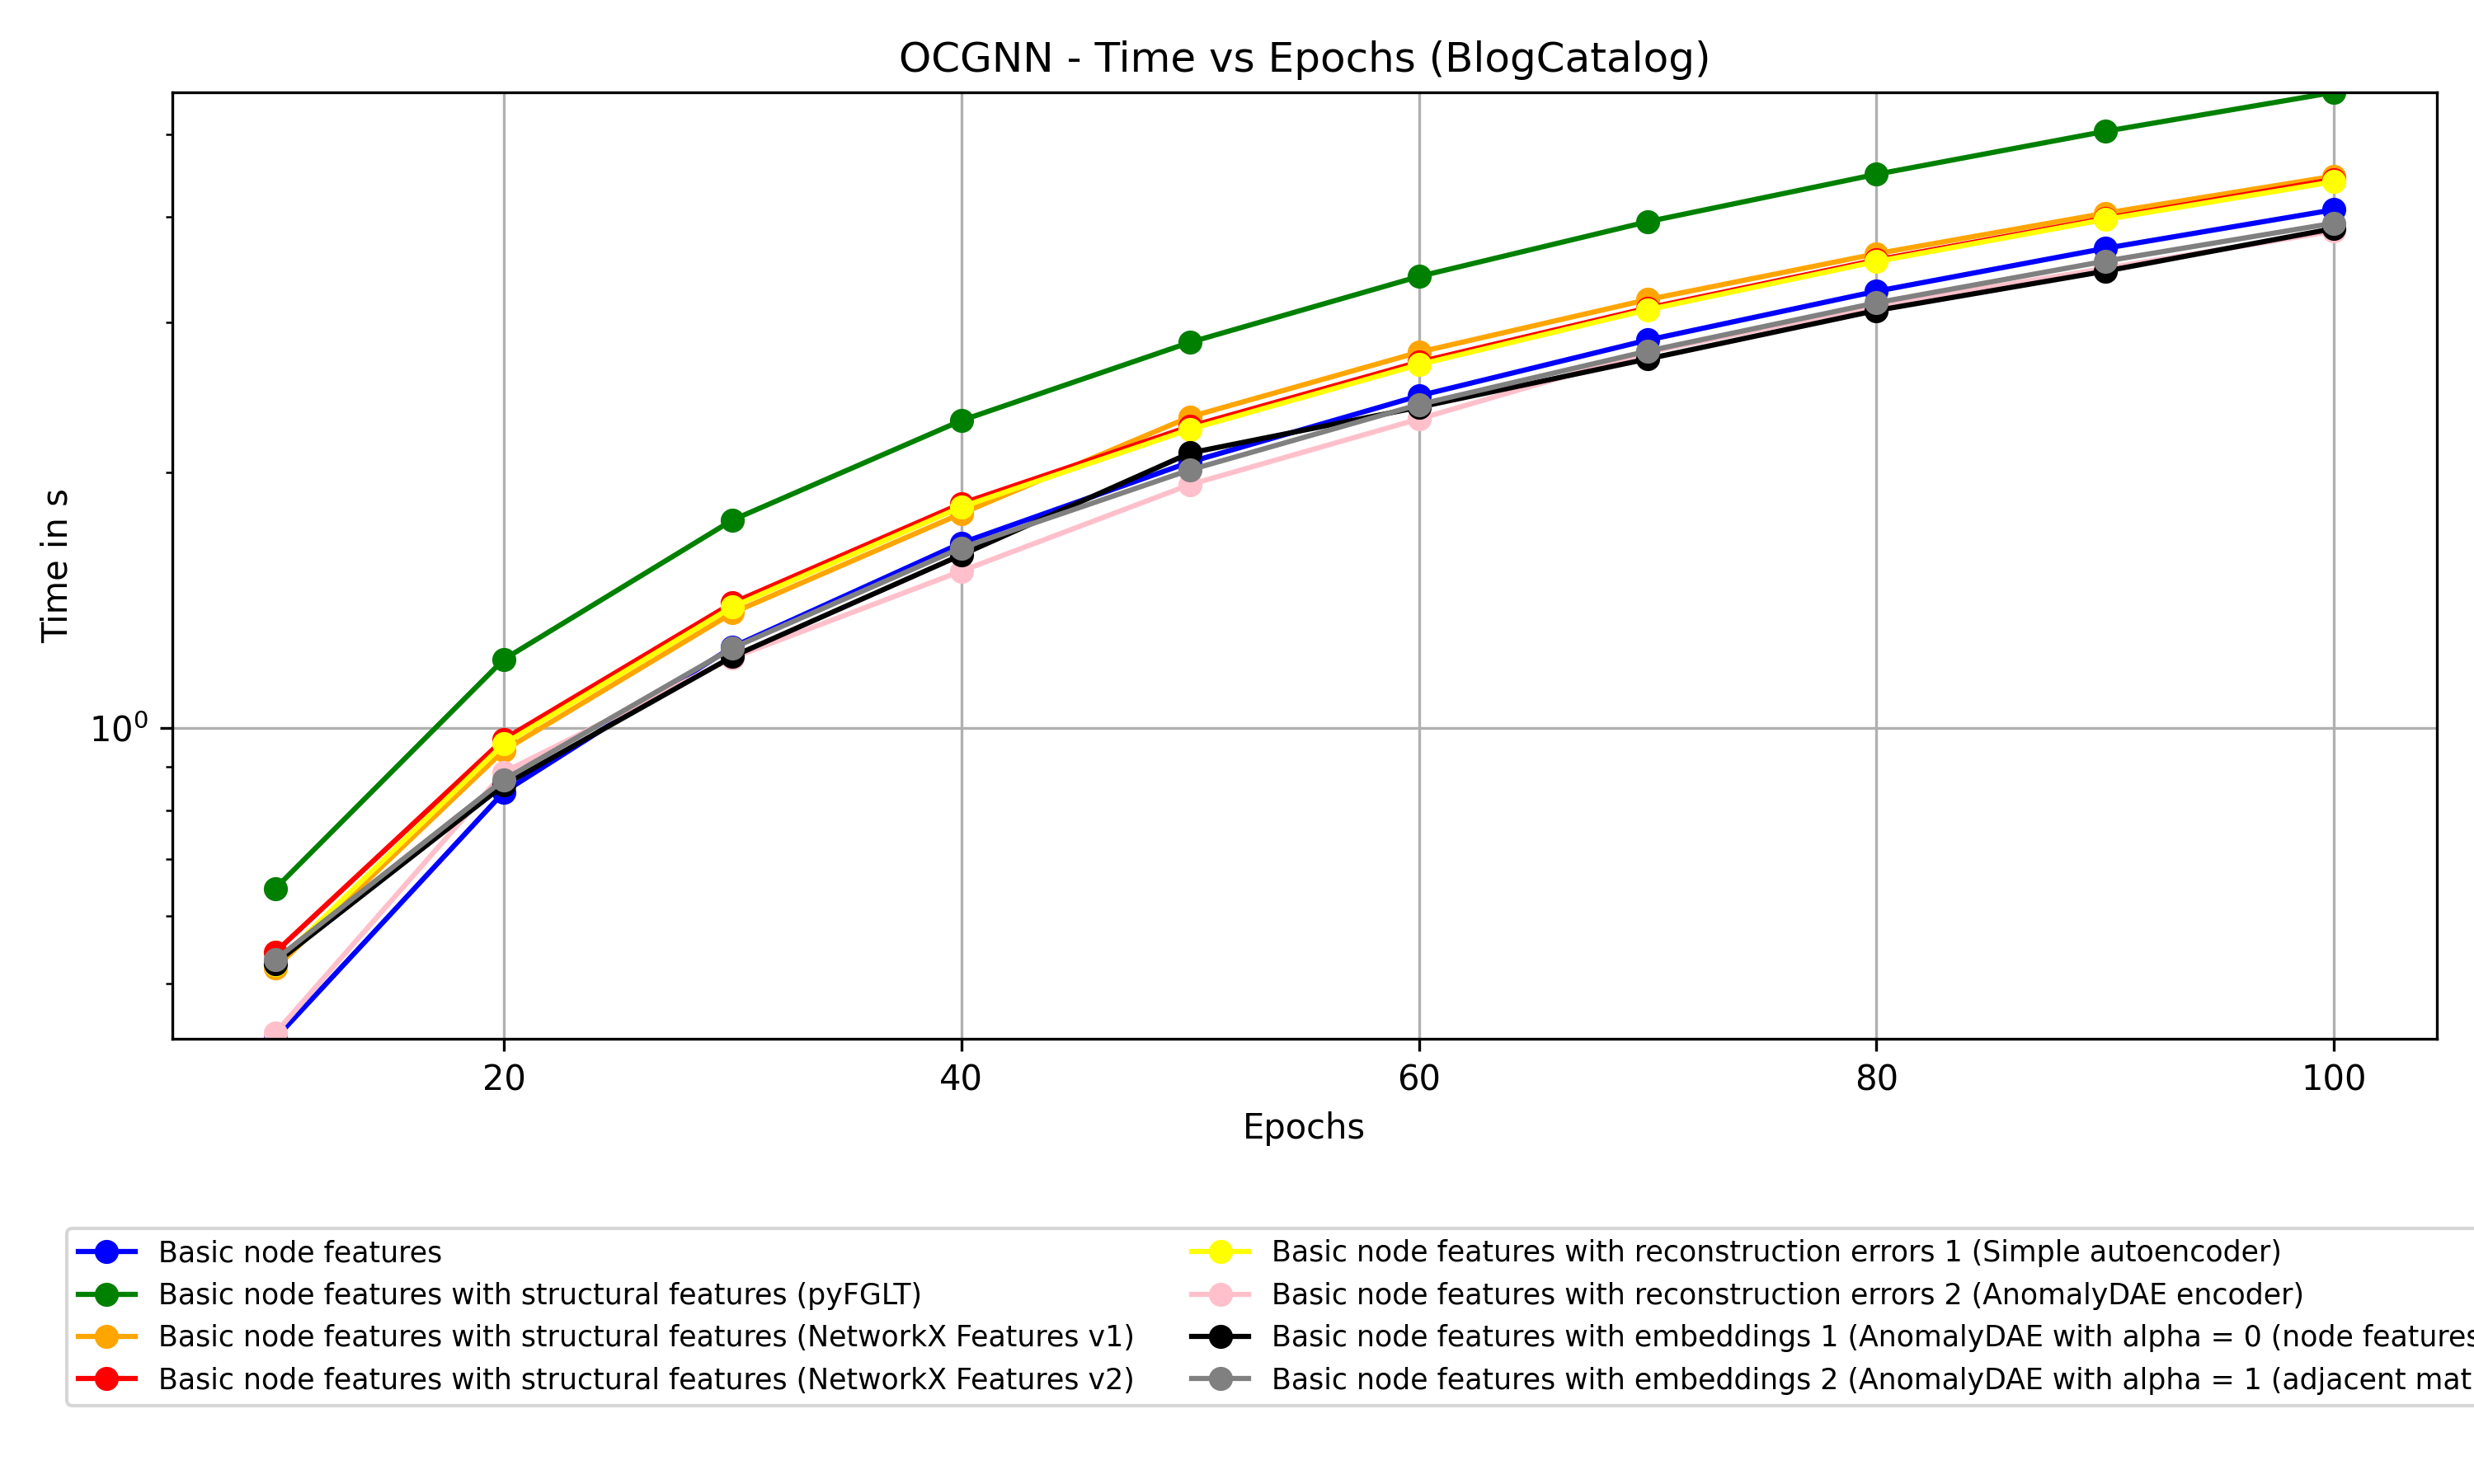 OCGNN - Time vs Epochs (BlogCatalog)
Time in s
10⁰
20 40 60 80 100
Epochs
Basic node features
Basic node features with structural features (pyFGLT)
Basic node features with structural features (NetworkX Features v1)
Basic node features with structural features (NetworkX Features v2)
Basic node features with reconstruction errors 1 (Simple autoencoder)
Basic node features with reconstruction errors 2 (AnomalyDAE encoder)
Basic node features with embeddings 1 (AnomalyDAE with alpha = 0 (node features
Basic node features with embeddings 2 (AnomalyDAE with alpha = 1 (adjacent mat